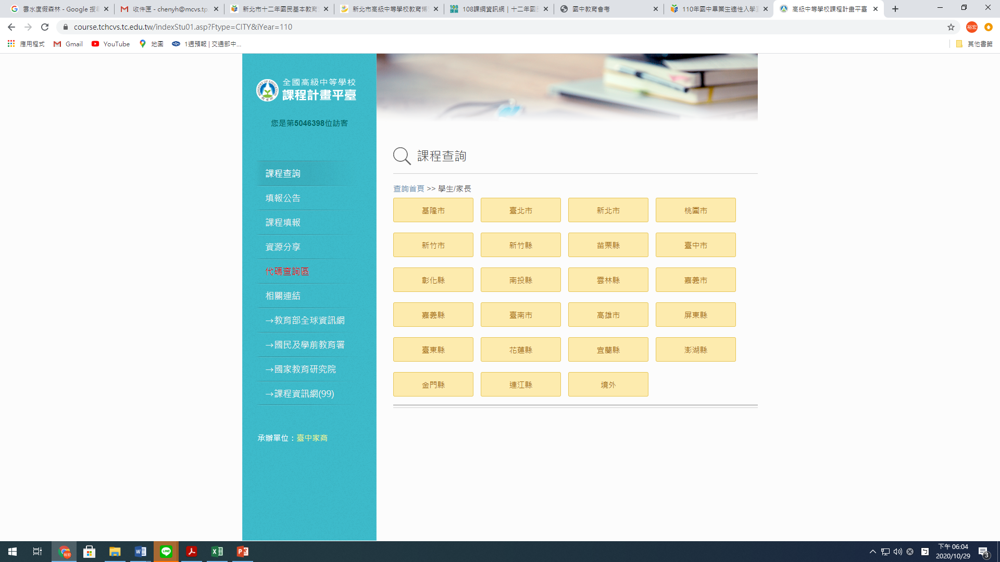 雲水度假森林 - Google 搜尋
收件匣 - chenyh@mcvs.tp
新北市十二年國民基本教育
新北市高級中等學校教育博
108課綱資訊網 | 十二年國
國中教育會考
110年國中畢業生適性入學
高級中等學校課程計畫平臺
course.tchcvs.tc.edu.tw/indexStu01.asp?Ftype=CITY&iYear=110
裕宏
應用程式
Gmail
YouTube
地圖
1週預報 | 交通部中...
其他書籤
全國高級中等學校
課程計畫平臺
您是第5046398位訪客
課程查詢
填報公告
課程填報
資源分享
代碼查詢區
相關連結
→教育部全球資訊網
→國民及學前教育署
→國家教育研究院
→課程資訊網(99)
承辦單位：臺中家商
課程查詢
查詢首頁 >> 學生/家長
基隆市 臺北市 新北市 桃園市
新竹市 新竹縣 苗栗縣 臺中市
彰化縣 南投縣 雲林縣 嘉義市
嘉義縣 臺南市 高雄市 屏東縣
臺東縣 花蓮縣 宜蘭縣 澎湖縣
金門縣 連江縣 境外
下午 06:04
2020/10/29
3